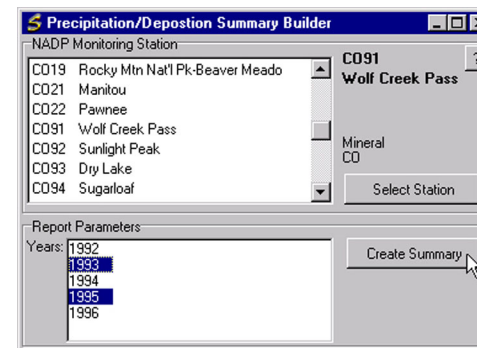 Precipitation/Depostion Summary Builder
NADP Monitoring Station
CO19 Rocky Mtn Nat'l Pk-Beaver Meado
CO21 Manitou
CO22 Pawnee
CO91 Wolf Creek Pass
CO92 Sunlight Peak
CO93 Dry Lake
CO94 Sugarloaf
CO91
?
Wolf Creek Pass
Mineral
CO
Select Station
Report Parameters
Years:
1992
1993
1994
1995
1996
Create Summary